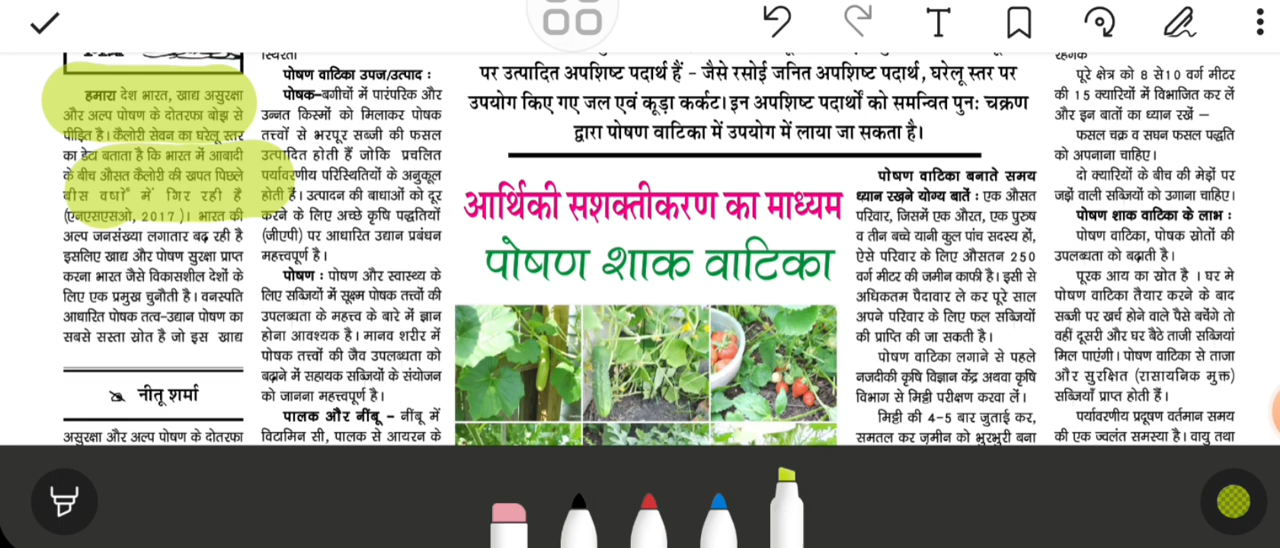 हमारा देश भारत, खाद्य असुरक्षा
और अल्प पोषण के दोतरफा बोझ से
पीड़ित है। कैलोरी सेवन का घरेलू स्तर
का डेटा बताता है कि भारत में आबादी
के बीच औसत कैलोरी की खपत पिछले
बीस वर्षों में गिर रही है
(एनएसएसओ, 2017)। भारत की
अल्प जनसंख्या लगातार बढ़ रही है
इसलिए खाद्य और पोषण सुरक्षा प्राप्त
करना भारत जैसे विकासशील देशों के
लिए एक प्रमुख चुनौती है। वनस्पति
आधारित पोषक तत्व-उद्यान पोषण का
सबसे सस्ता स्रोत है जो इस खाद्य
नीतू शर्मा
असुरक्षा और अल्प पोषण के दोतरफा
स्थिरता
पोषण वाटिका उपज/उत्पाद :
पोषक–बगीचों में पारंपरिक और
उन्नत किस्मों को मिलाकर पोषक
तत्त्वों से भरपूर सब्जी की फसल
उत्पादित होती हैं जोकि प्रचलित
पर्यावरणीय परिस्थितियों के अनुकूल
होती हैं। उत्पादन की बाधाओं को दूर
करने के लिए अच्छे कृषि पद्धतियों
(जीएपी) पर आधारित उद्यान प्रबंधन
महत्त्वपूर्ण है।
पोषण : पोषण और स्वास्थ्य के
लिए सब्जियों में सूक्ष्म पोषक तत्त्वों की
उपलब्धता के महत्त्व के बारे में ज्ञान
होना आवश्यक है। मानव शरीर में
पोषक तत्त्वों की जैव उपलब्धता को
बढ़ाने में सहायक सब्जियों के संयोजन
को जानना महत्त्वपूर्ण है।
पालक और नींबू – नींबू में
विटामिन सी, पालक से आयरन के
पर उत्पादित अपशिष्ट पदार्थ हैं – जैसे रसोई जनित अपशिष्ट पदार्थ, घरेलू स्तर पर
उपयोग किए गए जल एवं कूड़ा कर्कट। इन अपशिष्ट पदार्थों को समन्वित पुनः चक्रण
द्वारा पोषण वाटिका में उपयोग में लाया जा सकता है।
आर्थिकी सशक्तीकरण का माध्यम
पोषण शाक वाटिका
पोषण वाटिका बनाते समय
ध्यान रखने योग्य बातें : एक औसत
परिवार, जिसमें एक औरत, एक पुरुष
व तीन बच्चे यानी कुल पांच सदस्य हों,
ऐसे परिवार के लिए औसतन 250
वर्ग मीटर की जमीन काफी है। इसी से
अधिकतम पैदावार ले कर पूरे साल
अपने परिवार के लिए फल सब्जियों
की प्राप्ति की जा सकती है।
पोषण वाटिका लगाने से पहले
नजदीकी कृषि विज्ञान केंद्र अथवा कृषि
विभाग से मिट्टी परीक्षण करवा लें।
मिट्टी की 4-5 बार जुताई कर,
समतल कर जमीन को भुरभुरी बना
पूरे क्षेत्र को 8 से10 वर्ग मीटर
की 15 क्यारियों में विभाजित कर लें
और इन बातों का ध्यान रखें –
फसल चक्र व सघन फसल पद्धति
को अपनाना चाहिए।
दो क्यारियों के बीच की मेड़ों पर
जड़ों वाली सब्जियों को उगाना चाहिए।
पोषण शाक वाटिका के लाभ :
पोषण वाटिका, पोषक स्रोतों की
उपलब्धता को बढ़ाती है।
पूरक आय का स्रोत है । घर मे
पोषण वाटिका तैयार करने के बाद
सब्जी पर खर्च होने वाले पैसे बचेंगे तो
वहीं दूसरी और घर बैठे ताजी सब्जियां
मिल पाएंगी। पोषण वाटिका से ताजा
और सुरक्षित (रासायनिक मुक्त)
सब्जियाँ प्राप्त होती हैं।
पर्यावरणीय प्रदूषण वर्तमान समय
की एक ज्वलंत समस्या है। वायु तथा